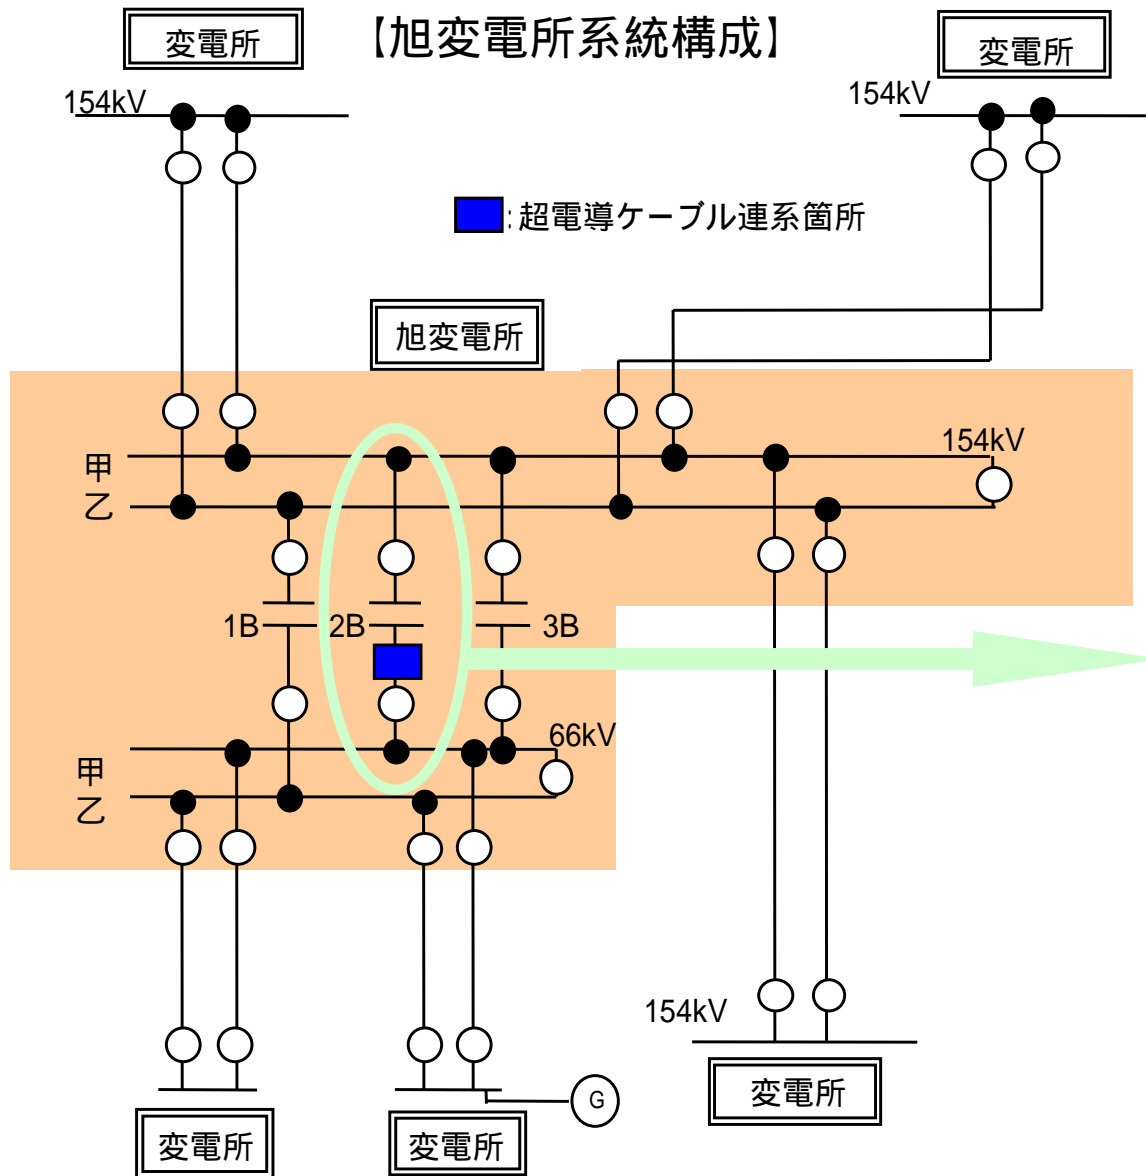 【旭変電所系統構成】
変電所
変電所
154kV
154kV
:超電導ケーブル連系箇所
旭変電所
154kV
甲
乙
1B
2B
3B
66kV
甲
乙
154kV
G
変電所
変電所
変電所